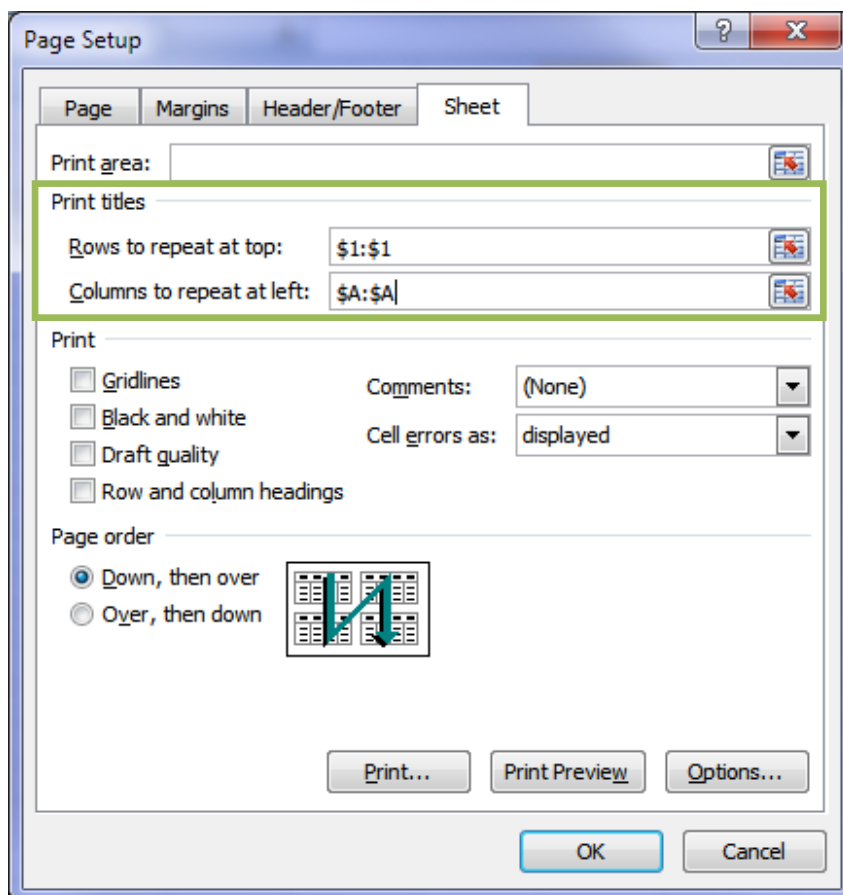 Page Setup
?
X
Page Margins Header/Footer Sheet
Print area:
Print titles
Rows to repeat at top: $1:$1
Columns to repeat at left: $A:$A
Print
Gridlines
Comments: (None)
Black and white
Cell errors as: displayed
Draft quality
Row and column headings
Page order
Down, then over
Over, then down
Print... Print Preview Options...
OK Cancel